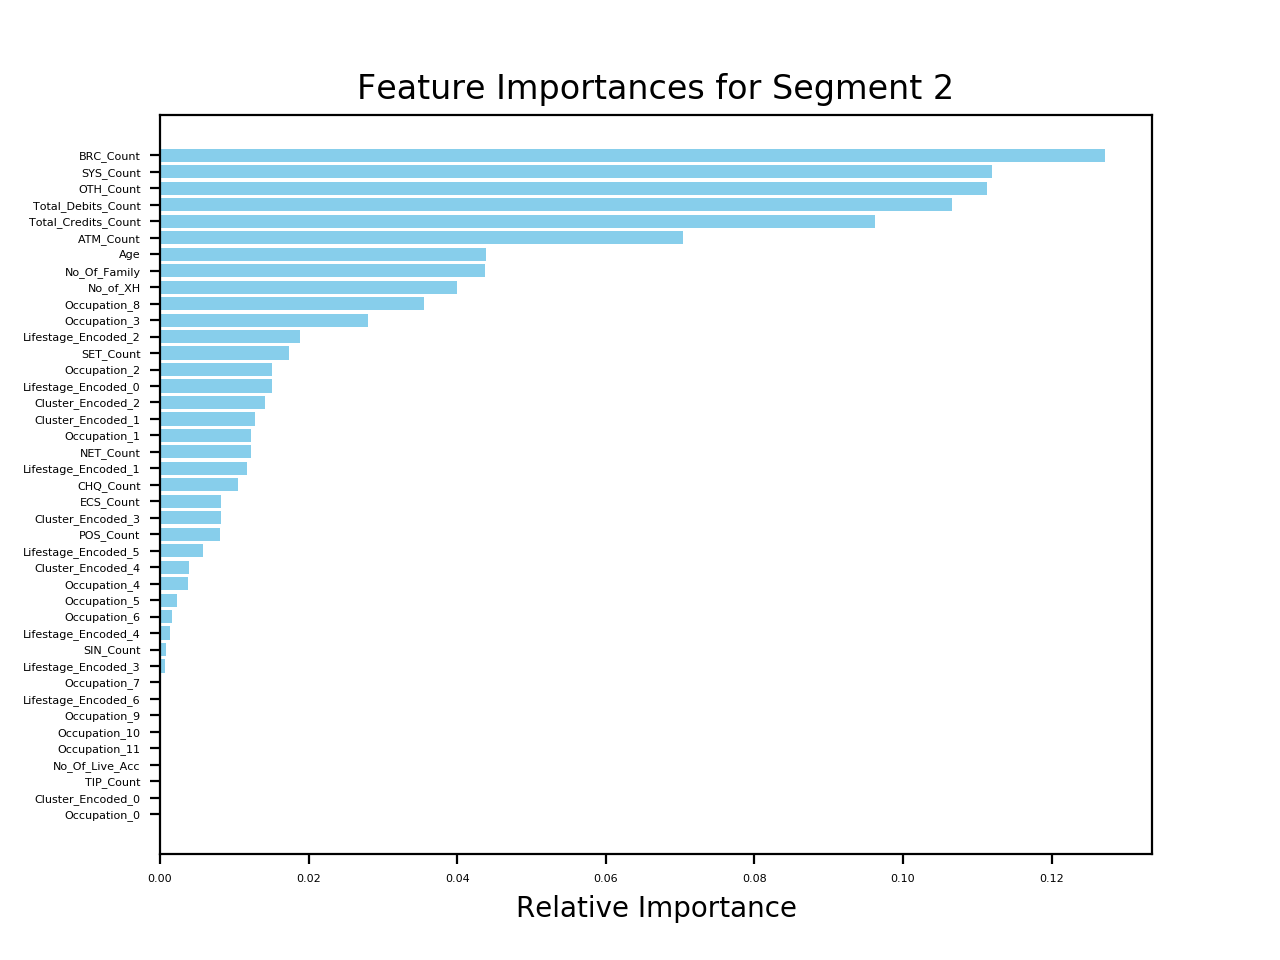 Feature Importances for Segment 2
BRC_Count
SYS_Count
OTH_Count
Total_Debits_Count
Total_Credits_Count
ATM_Count
Age
No_Of_Family
No_of_XH
Occupation_8
Occupation_3
Lifestage_Encoded_2
SET_Count
Occupation_2
Lifestage_Encoded_0
Cluster_Encoded_2
Cluster_Encoded_1
Occupation_1
NET_Count
Lifestage_Encoded_1
CHQ_Count
ECS_Count
Cluster_Encoded_3
POS_Count
Lifestage_Encoded_5
Cluster_Encoded_4
Occupation_4
Occupation_5
Occupation_6
Lifestage_Encoded_4
SIN_Count
Lifestage_Encoded_3
Occupation_7
Lifestage_Encoded_6
Occupation_9
Occupation_10
Occupation_11
No_Of_Live_Acc
TIP_Count
Cluster_Encoded_0
Occupation_0
0.00 0.02 0.04 0.06 0.08 0.10 0.12
Relative Importance